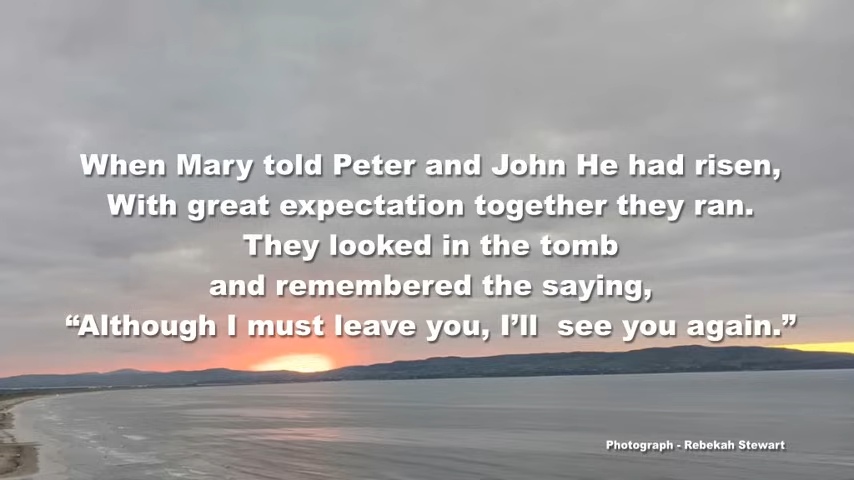 When Mary told Peter and John He had risen,
With great expectation together they ran.
They looked in the tomb
and remembered the saying,
“Although I must leave you, I’ll  see you again.”
Photograph - Rebekah Stewart